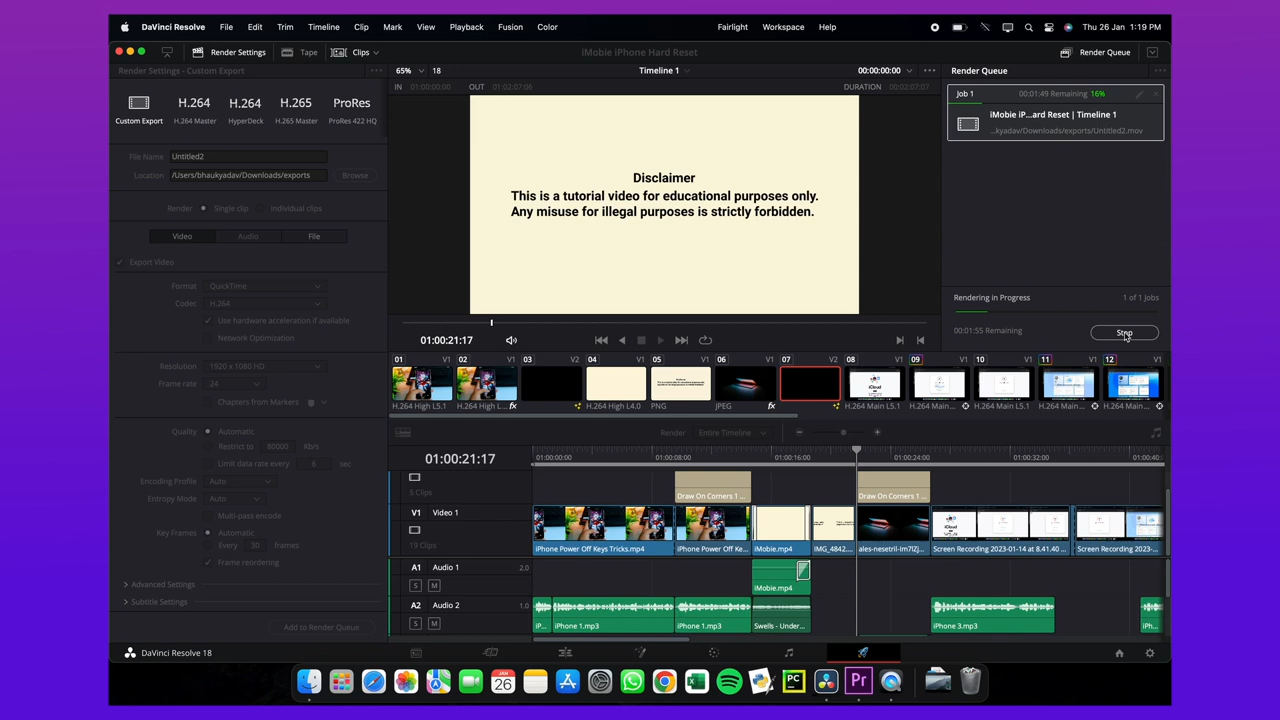 DaVinci Resolve File Edit Trim Timeline Clip Mark View Playback Fusion Color Fairlight Workspace Help Thu 26 Jan 1:19 PM
Render Settings Tape Clips iMobie iPhone Hard Reset Render Queue
Render Settings - Custom Export 65% 18 Timeline 1 00:00:00:00 Render Queue
IN 01:00:00:00 OUT 01:02:07:06 DURATION 00:02:07:07
H.264 H.264 H.265 ProRes
Custom Export H.264 Master HyperDeck H.265 Master ProRes 422 HQ
Job 1 00:01:49 Remaining 16%
iMobie iP...ard Reset | Timeline 1
...kyadav/Downloads/exports/Untitled2.mov
File Name Untitled2
Location /Users/bhaukyadav/Downloads/exports Browse
Disclaimer
This is a tutorial video for educational purposes only.
Any misuse for illegal purposes is strictly forbidden.
Render Single clip Individual clips
Video Audio File
Export Video
Format QuickTime
Codec H.264
Use hardware acceleration if available
Network Optimization
Rendering in Progress 1 of 1 Jobs
00:01:55 Remaining Stop
01:00:21:17
Resolution 1920 x 1080 HD
Frame rate 24
Chapters from Markers
01 V1 02 V1 03 V2 04 V1 05 V1 06 V1 07 V2 08 V1 09 V1 10 V1 11 V1 12 V1
H.264 High L5.1 H.264 High L... fx H.264 High L4.0 PNG JPEG fx H.264 Main L5.1 H.264 Main... H.264 Main L5.1 H.264 Main... H.264 Main...
Quality Automatic
Restrict to 80000 Kb/s
Limit data rate every 6 sec
Encoding Profile Auto
Entropy Mode Auto
Multi-pass encode
Key Frames Automatic
Every 30 frames
Frame reordering
Advanced Settings
Subtitle Settings
Add to Render Queue
Render Entire Timeline
01:00:21:17 01:00:00:00 01:00:08:00 01:00:16:00 01:00:24:00 01:00:32:00 01:00:40:
5 Clips Draw On Corners 1 ... Draw On Corners 1 ...
V1 Video 1
19 Clips iPhone Power Off Keys Tricks.mp4 iPhone Power Off Ke... iMobie.mp4 IMG_4842.... ales-nesetril-Im7lZj... Screen Recording 2023-01-14 at 8.41.40 ... Screen Recording 2023-...
A1 Audio 1 2.0
S M iMobie.mp4
A2 Audio 2 1.0
S M iP... iPhone 1.mp3 iPhone 1.mp3 Swells - Under... iPhone 3.mp3 iPh...
DaVinci Resolve 18
JAN
26
Pr